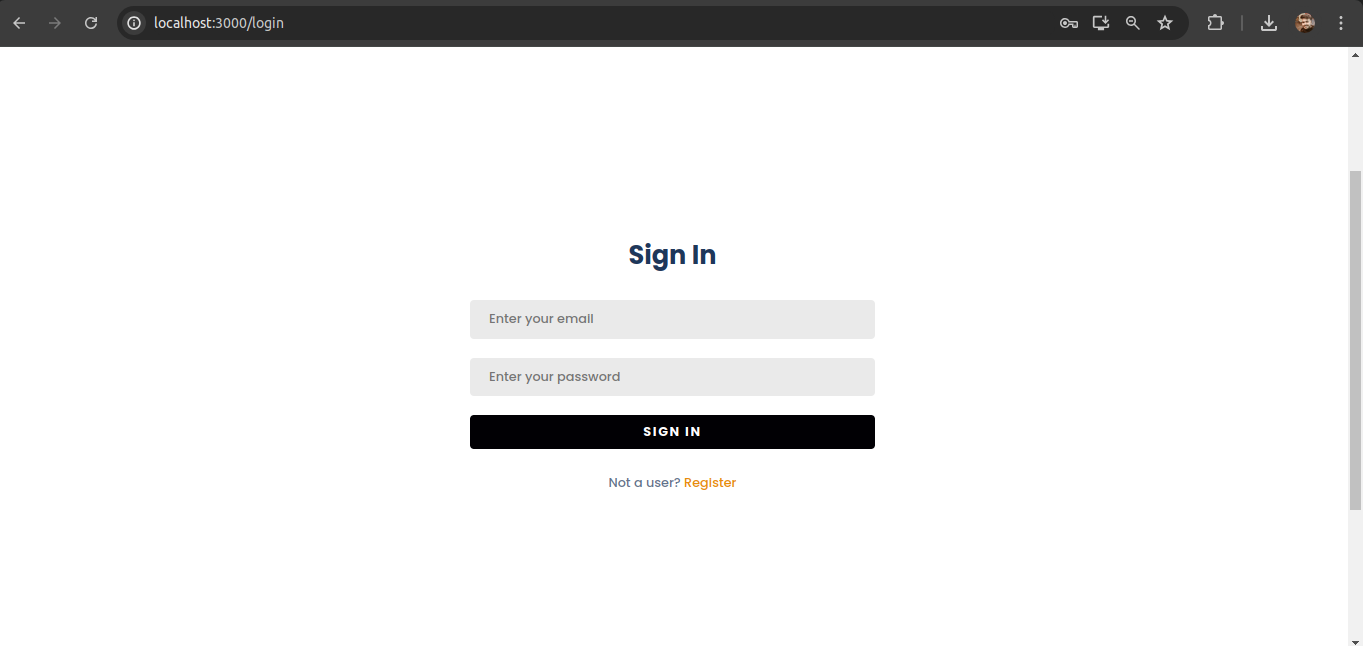 localhost:3000/login
Sign In
Enter your email
Enter your password
SIGN IN
Not a user? Register